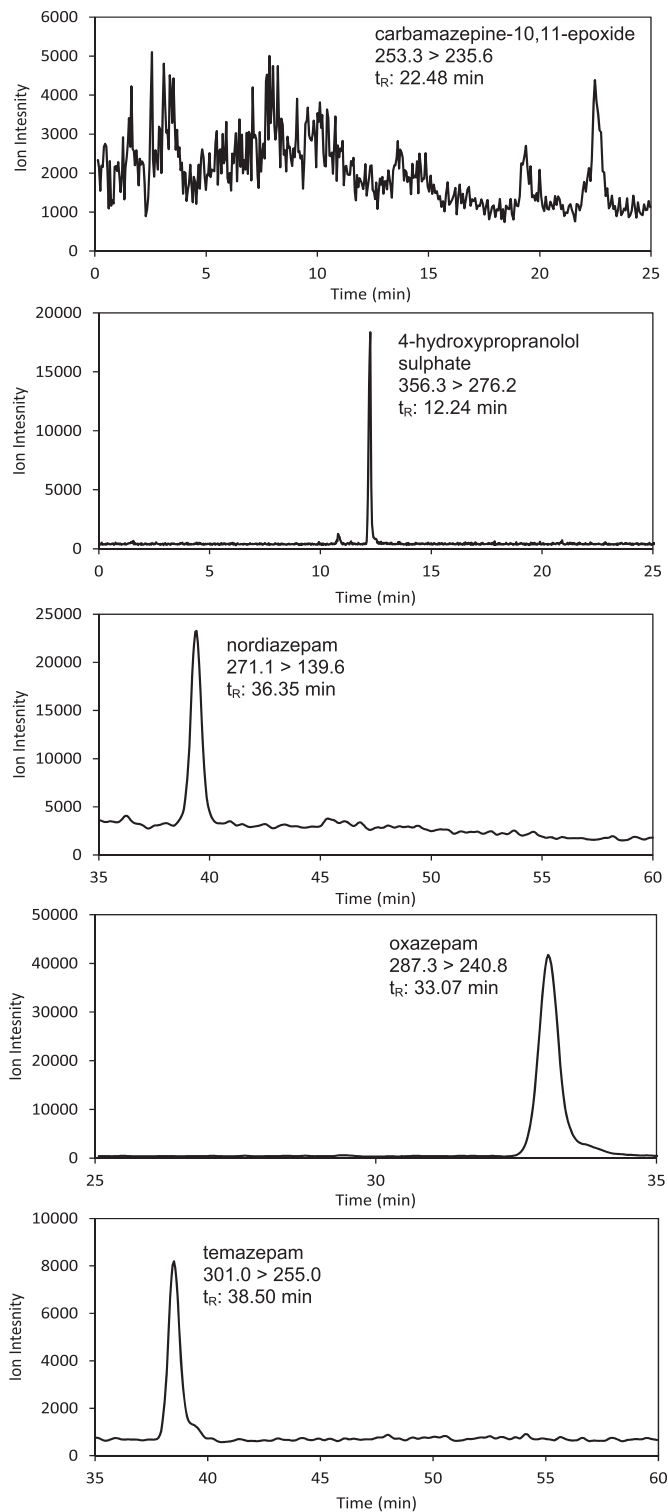 6000
5000
4000
3000
2000
1000
0
Ion Intesnity
carbamazepine-10,11-epoxide
253.3 > 235.6
tR: 22.48 min
0 5 10 15 20 25
Time (min)
20000
15000
10000
5000
0
Ion Intesnity
4-hydroxypropranolol
sulphate
356.3 > 276.2
tR: 12.24 min
0 5 10 15 20 25
Time (min)
25000
20000
15000
10000
5000
0
Ion Intesnity
nordiazepam
271.1 > 139.6
tR: 36.35 min
35 40 45 50 55 60
Time (min)
50000
40000
30000
20000
10000
0
Ion Intesnity
oxazepam
287.3 > 240.8
tR: 33.07 min
25 30 35
Time (min)
10000
8000
6000
4000
2000
0
Ion Intesnity
temazepam
301.0 > 255.0
tR: 38.50 min
35 40 45 50 55 60
Time (min)